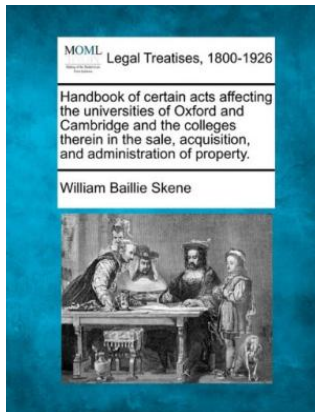 MOML Legal Treatises, 1800-1926
Handbook of certain acts affecting
the universities of Oxford and
Cambridge and the colleges
therein in the sale, acquisition,
and administration of property.
William Baillie Skene